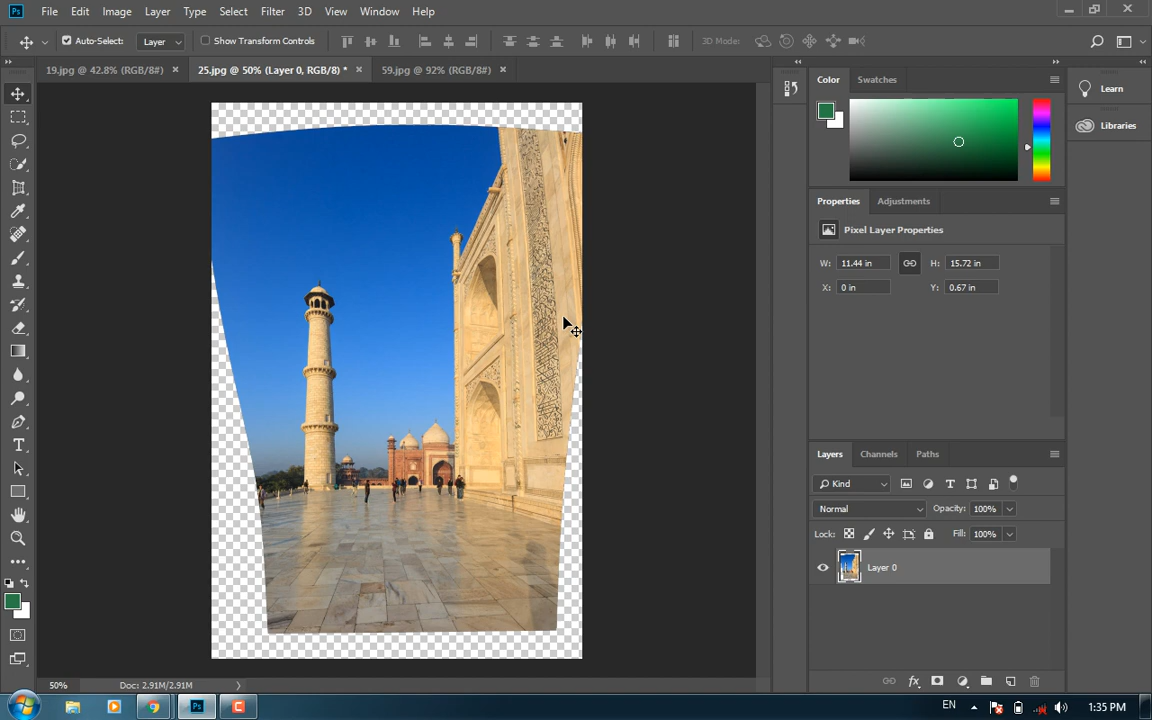 Ps File Edit Image Layer Type Select Filter 3D View Window Help
Auto-Select: Layer Show Transform Controls 3D Mode:
19.jpg @ 42.8% (RGB/8#) × 25.jpg @ 50% (Layer 0, RGB/8) * × 59.jpg @ 92% (RGB/8#) ×
Color Swatches
Learn
Libraries
Properties Adjustments
Pixel Layer Properties
W: 11.44 in H: 15.72 in
X: 0 in Y: 0.67 in
Layers Channels Paths
Kind
Normal Opacity: 100%
Lock: Fill: 100%
Layer 0
50% Doc: 2.91M/2.91M
Ps EN 1:35 PM